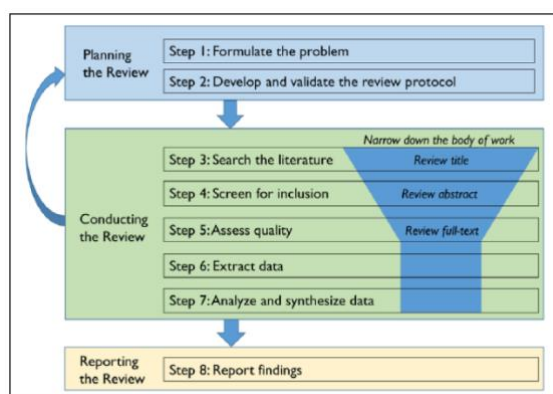 Planning
the Review
Step 1: Formulate the problem
Step 2: Develop and validate the review protocol
Narrow down the body of work
Conducting
the Review
Step 3: Search the literature
Review title
Step 4: Screen for inclusion
Review abstract
Step 5: Assess quality
Review full-text
Step 6: Extract data
Step 7: Analyze and synthesize data
Reporting
the Review
Step 8: Report findings